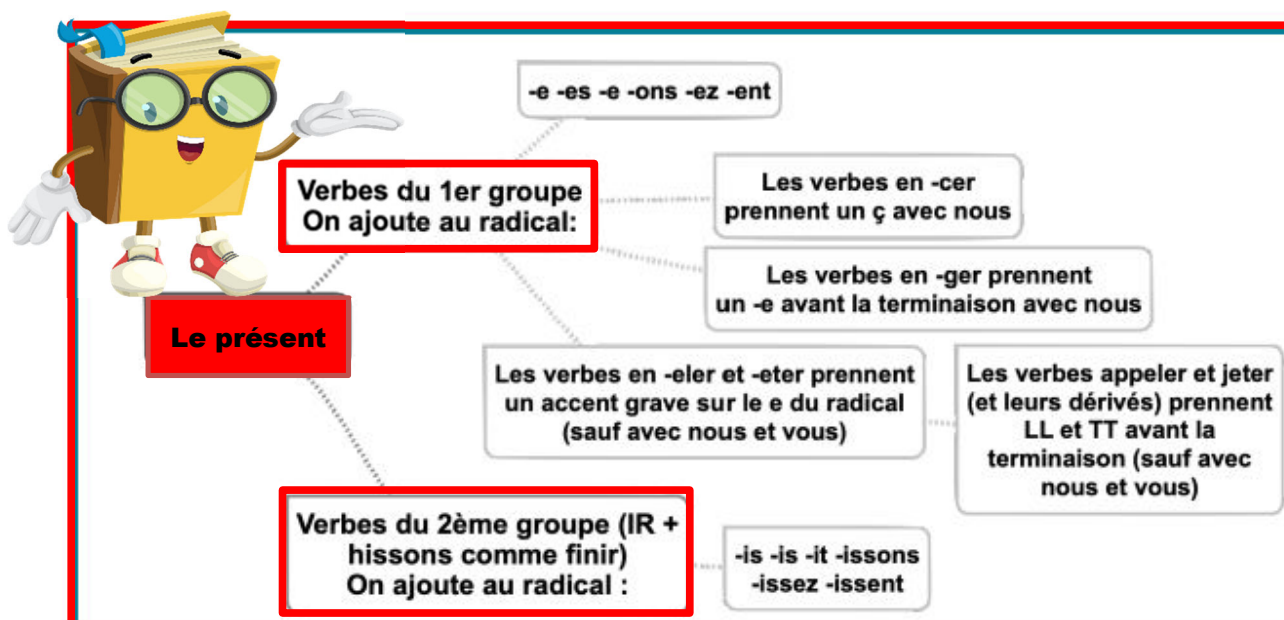 -e -es -e -ons -ez -ent
Verbes du 1er groupe
On ajoute au radical:
Les verbes en -cer
prennent un ç avec nous
Les verbes en -ger prennent
un -e avant la terminaison avec nous
Le présent
Les verbes en -eler et -eter prennent
un accent grave sur le e du radical
(sauf avec nous et vous)
Les verbes appeler et jeter
(et leurs dérivés) prennent
LL et TT avant la
terminaison (sauf avec
nous et vous)
Verbes du 2ème groupe (IR +
hissons comme finir)
On ajoute au radical :
-is -is -it -issons
-issez -issent